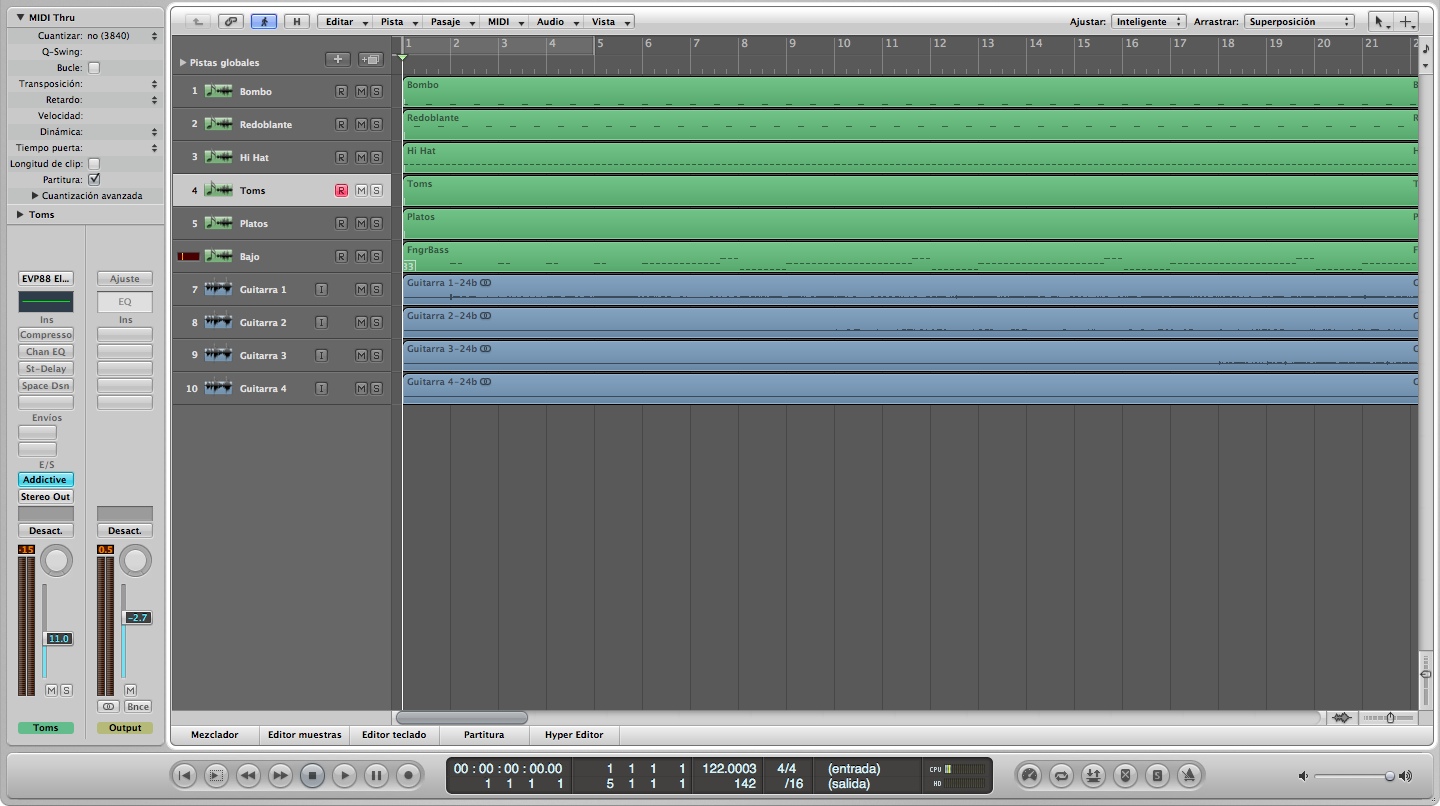 MIDI Thru
Cuantizar: no (3840)
Q-Swing:
Bucle:
Transposición:
Retardo:
Velocidad:
Dinámica:
Tiempo puerta:
Longitud de clip:
Partitura:
Cuantización avanzada
Toms
EVP88 El... Ajuste
EQ
Ins Ins
Compresso
Chan EQ
St-Delay
Space Dsn
Envíos
E/S
Addictive
Stereo Out
Desact. Desact.
-15 0.5
-2.7
11.0
M S M
Bnce
Toms Output
H Editar Pista Pasaje MIDI Audio Vista Ajustar: Inteligente Arrastrar: Superposición
1 2 3 4 5 6 7 8 9 10 11 12 13 14 15 16 17 18 19 20 21 2
Pistas globales
1 Bombo R M S Bombo B
2 Redoblante R M S Redoblante R
3 Hi Hat R M S Hi Hat H
4 Toms R M S Toms T
5 Platos R M S Platos P
Bajo R M S FngrBass F
33
7 Guitarra 1 I M S Guitarra 1-24b G
8 Guitarra 2 I M S Guitarra 2-24b G
9 Guitarra 3 I M S Guitarra 3-24b G
10 Guitarra 4 I M S Guitarra 4-24b G
Mezclador Editor muestras Editor teclado Partitura Hyper Editor
00 : 00 : 00 : 00.00 1 1 1 1 122.0003 4/4 (entrada) CPU
1 1 1 1 5 1 1 1 142 /16 (salida) HD
S